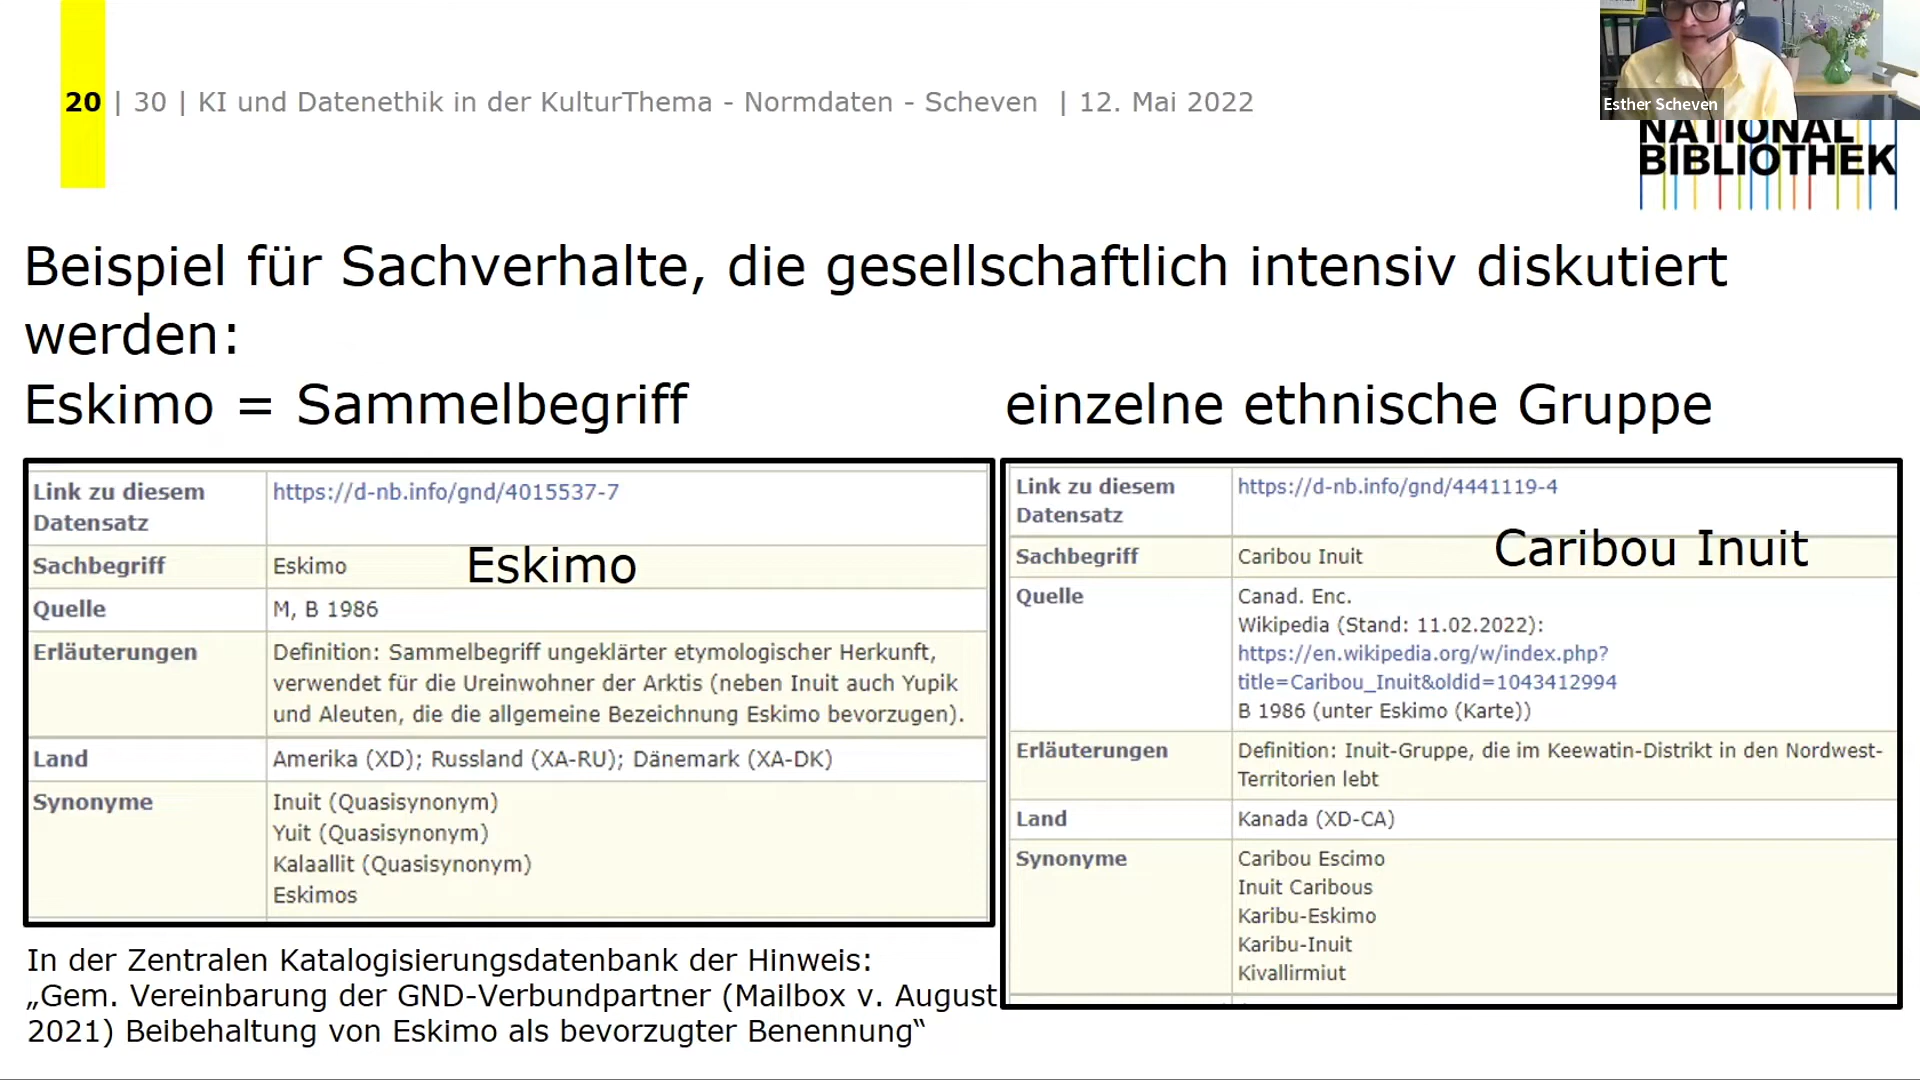 20 | 30 | KI und Datenethik in der KulturThema - Normdaten - Scheven | 12. Mai 2022
Esther Scheven
NATIONAL
BIBLIOTHEK
Beispiel für Sachverhalte, die gesellschaftlich intensiv diskutiert
werden:
Eskimo = Sammelbegriff
Link zu diesem https://d-nb.info/gnd/4015537-7
Datensatz
Sachbegriff Eskimo Eskimo
Quelle M, B 1986
Erläuterungen Definition: Sammelbegriff ungeklärter etymologischer Herkunft,
verwendet für die Ureinwohner der Arktis (neben Inuit auch Yupik
und Aleuten, die die allgemeine Bezeichnung Eskimo bevorzugen).
Land Amerika (XD); Russland (XA-RU); Dänemark (XA-DK)
Synonyme Inuit (Quasisynonym)
Yuit (Quasisynonym)
Kalaallit (Quasisynonym)
Eskimos
In der Zentralen Katalogisierungsdatenbank der Hinweis:
„Gem. Vereinbarung der GND-Verbundpartner (Mailbox v. August
2021) Beibehaltung von Eskimo als bevorzugter Benennung“
einzelne ethnische Gruppe
Link zu diesem https://d-nb.info/gnd/4441119-4
Datensatz
Sachbegriff Caribou Inuit Caribou Inuit
Quelle Canad. Enc.
Wikipedia (Stand: 11.02.2022):
https://en.wikipedia.org/w/index.php?
title=Caribou_Inuit&oldid=1043412994
B 1986 (unter Eskimo (Karte))
Erläuterungen Definition: Inuit-Gruppe, die im Keewatin-Distrikt in den Nordwest-
Territorien lebt
Land Kanada (XD-CA)
Synonyme Caribou Escimo
Inuit Caribous
Karibu-Eskimo
Karibu-Inuit
Kivallirmiut